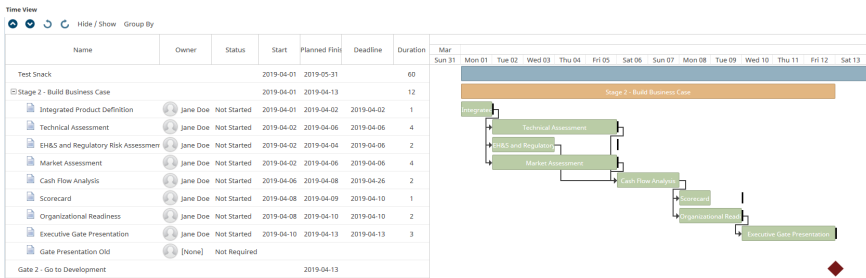 Time View
Hide / Show Group By
Name Owner Status Start Planned Finis Deadline Duration Mar
Sun 31 Mon 01 Tue 02 Wed 03 Thu 04 Fri 05 Sat 06 Sun 07 Mon 08 Tue 09 Wed 10 Thu 11 Fri 12 Sat 13
Test Snack 2019-04-01 2019-05-31 60
Stage 2 - Build Business Case 2019-04-01 2019-04-13 12 Stage 2 - Build Business Case
Integrated Product Definition Jane Doe Not Started 2019-04-01 2019-04-02 2019-04-02 1 Integrated
Technical Assessment Jane Doe Not Started 2019-04-02 2019-04-06 2019-04-06 4 Technical Assessment
EH&S and Regulatory Risk Assessmen Jane Doe Not Started 2019-04-02 2019-04-04 2019-04-06 2 EH&S and Regulatory
Market Assessment Jane Doe Not Started 2019-04-02 2019-04-06 2019-04-06 4 Market Assessment
Cash Flow Analysis Jane Doe Not Started 2019-04-06 2019-04-08 2019-04-26 2 Cash Flow Analysis
Scorecard Jane Doe Not Started 2019-04-08 2019-04-09 2019-04-10 1 Scorecard
Organizational Readiness Jane Doe Not Started 2019-04-08 2019-04-10 2019-04-10 2 Organizational Readi
Executive Gate Presentation Jane Doe Not Started 2019-04-10 2019-04-13 2019-04-13 3 Executive Gate Presentation
Gate Presentation Old [None] Not Required
Gate 2 - Go to Development 2019-04-13